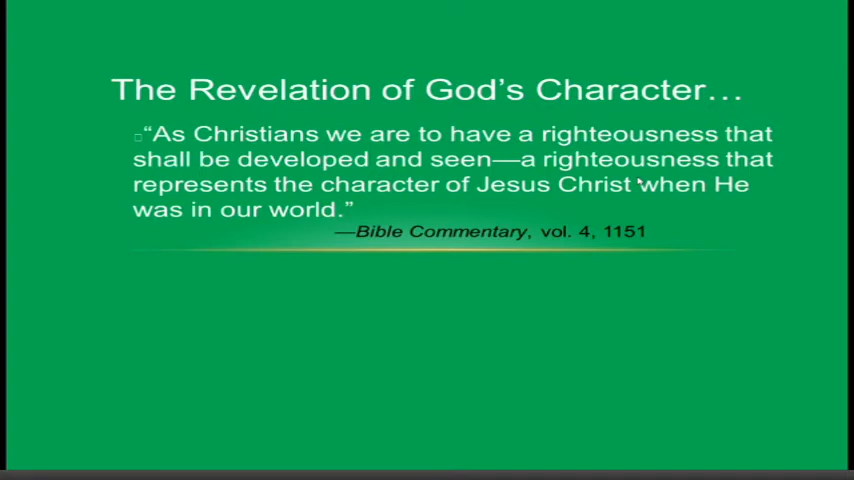 The Revelation of God’s Character…
“As Christians we are to have a righteousness that
shall be developed and seen—a righteousness that
represents the character of Jesus Christ when He
was in our world.”
—Bible Commentary, vol. 4, 1151